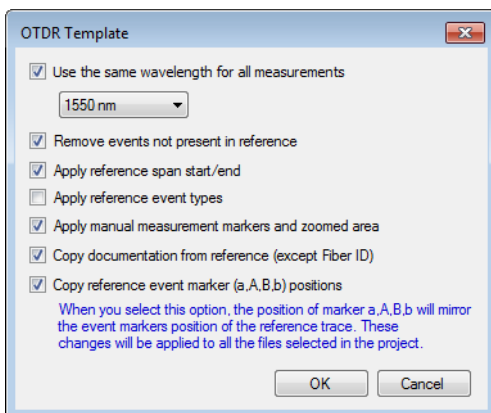 OTDR Template
Use the same wavelength for all measurements
1550 nm
Remove events not present in reference
Apply reference span start/end
Apply reference event types
Apply manual measurement markers and zoomed area
Copy documentation from reference (except Fiber ID)
Copy reference event marker (a,A,B,b) positions
When you select this option, the position of marker a,A,B,b will mirror
the event markers position of the reference trace. These
changes will be applied to all the files selected in the project.
OK Cancel